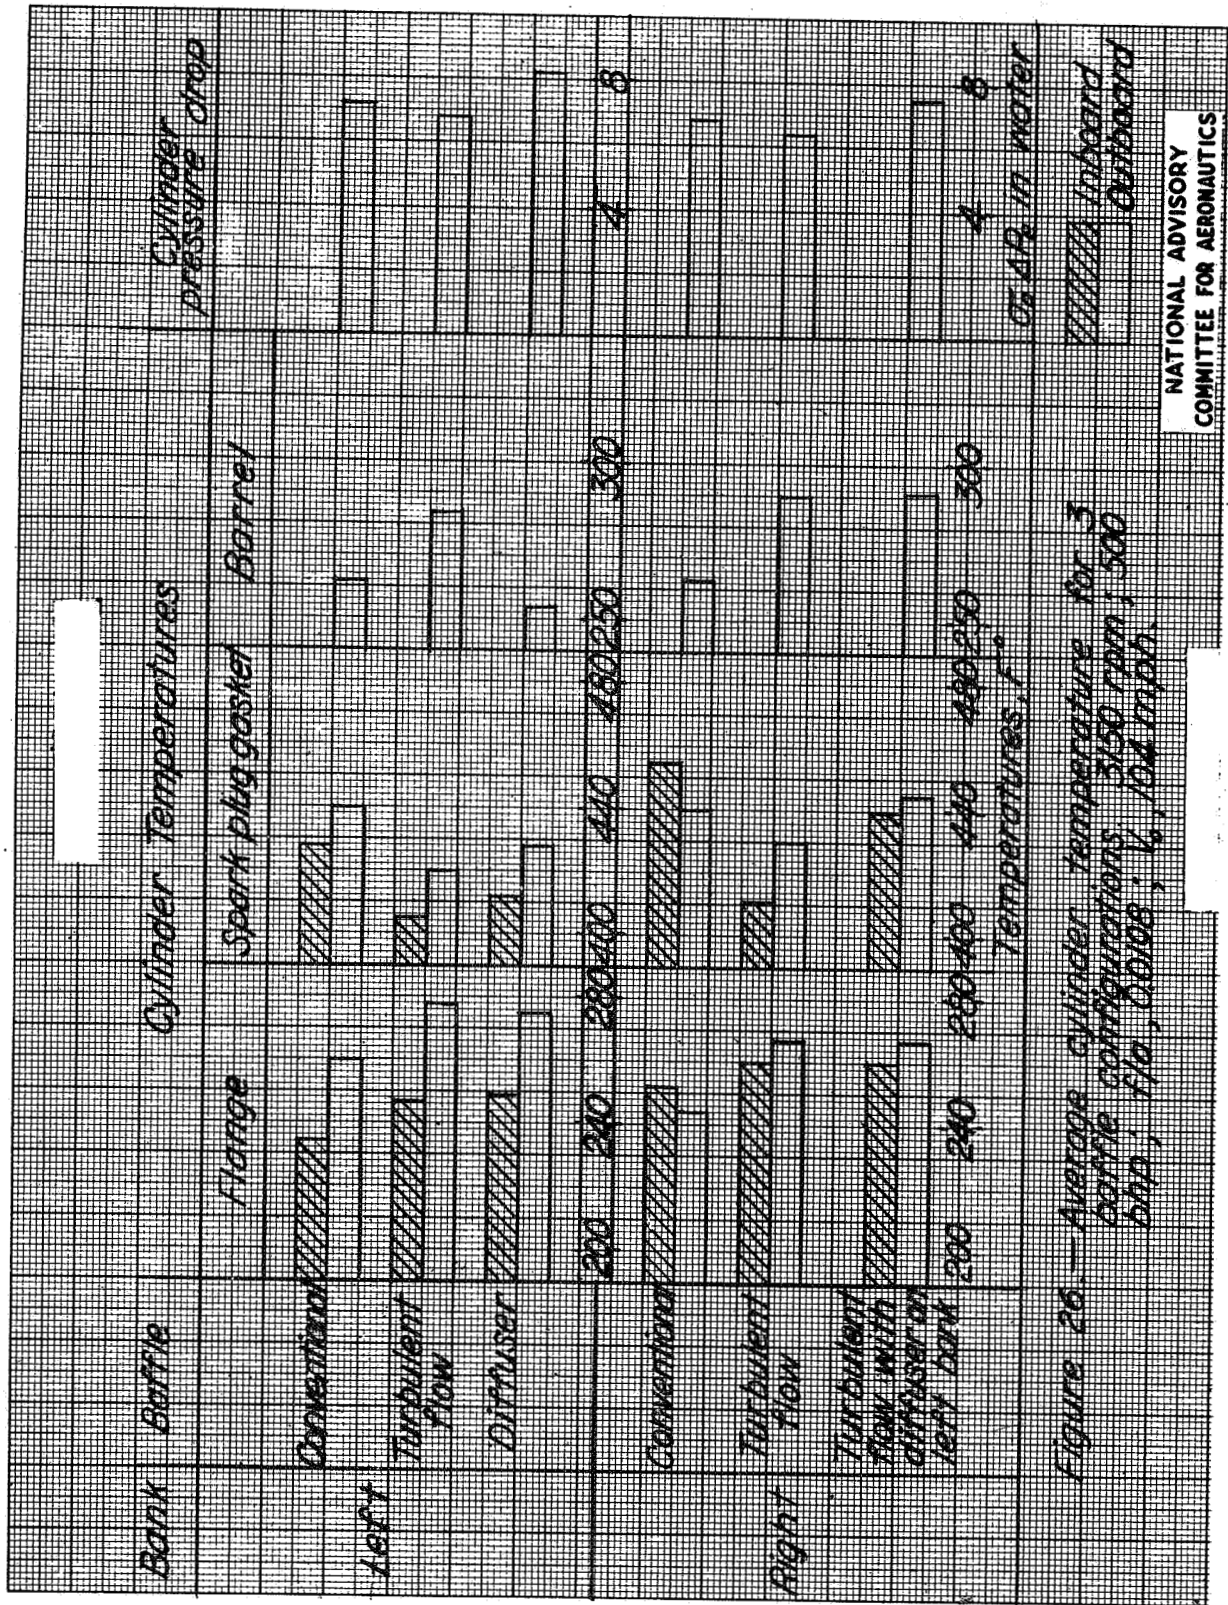 Cylinder Temperatures
Cylinder
pressure drop
Bank Baffle
Flange
Spark plug gasket
Barrel
Left
Conventional
Turbulent
flow
Diffuser
200 240 280 400 440 480 250 300
4 8
Right
Conventional
Turbulent
flow
Turbulent
flow with
diffuser on
left bank
200 240 280 400 440 480 250 300
4 8
Temperatures, F°
σ₀ΔP₀ in water
Inboard
Outboard
Figure 26.—Average cylinder temperature for 3
baffle configurations. 3150 rpm; 500
bhp; f/a, 0.0108; V₀, 104 mph.
NATIONAL ADVISORY
COMMITTEE FOR AERONAUTICS